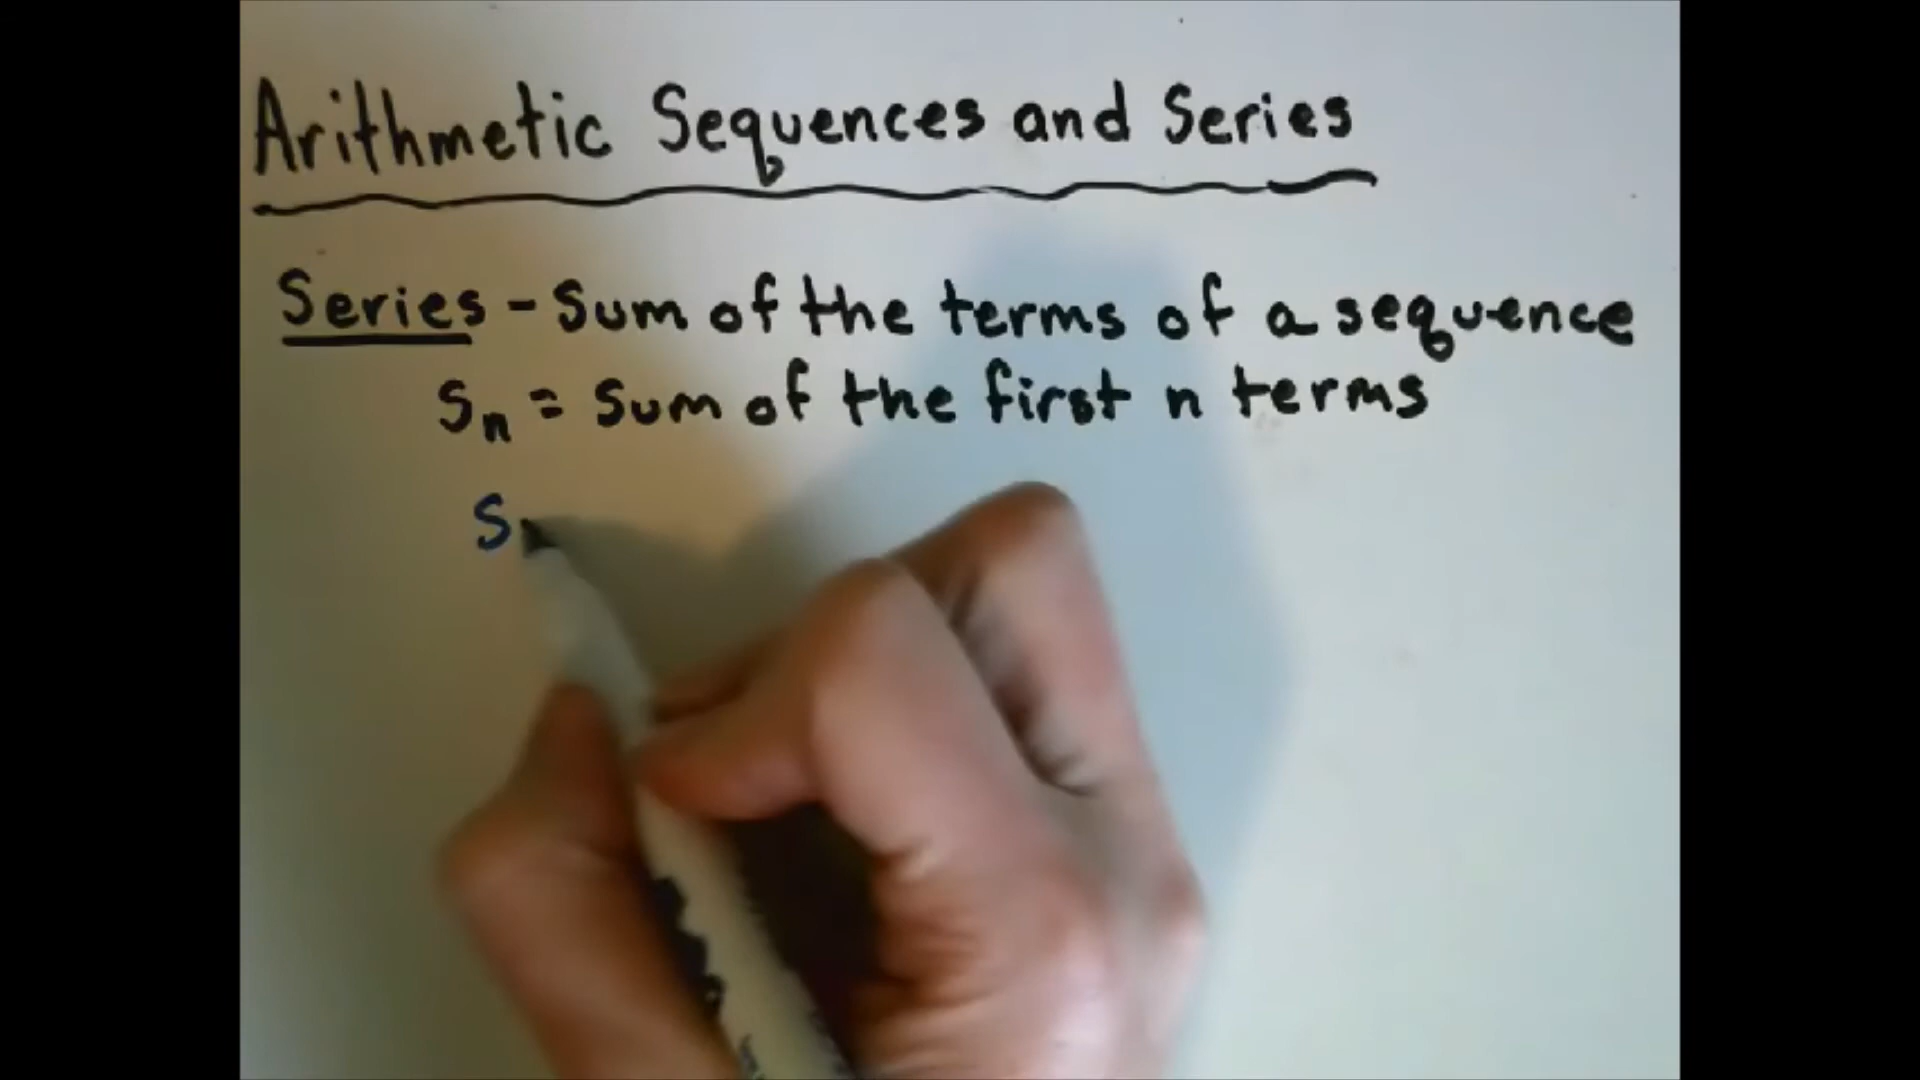 Arithmetic Sequences and Series
Series - Sum of the terms of a sequence
Sn = Sum of the first n terms
S